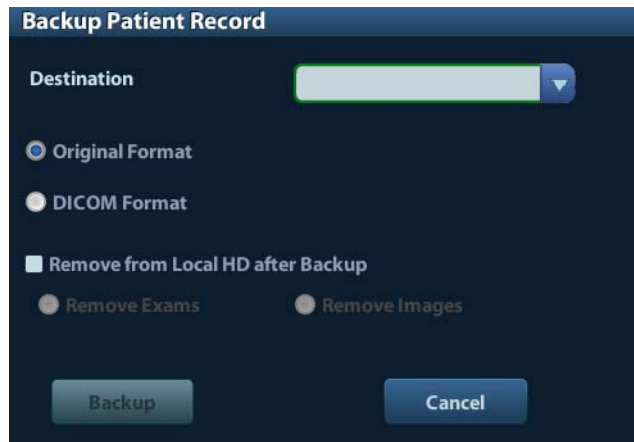 Backup Patient Record
Destination
Original Format
DICOM Format
Remove from Local HD after Backup
Remove Exams Remove Images
Backup Cancel